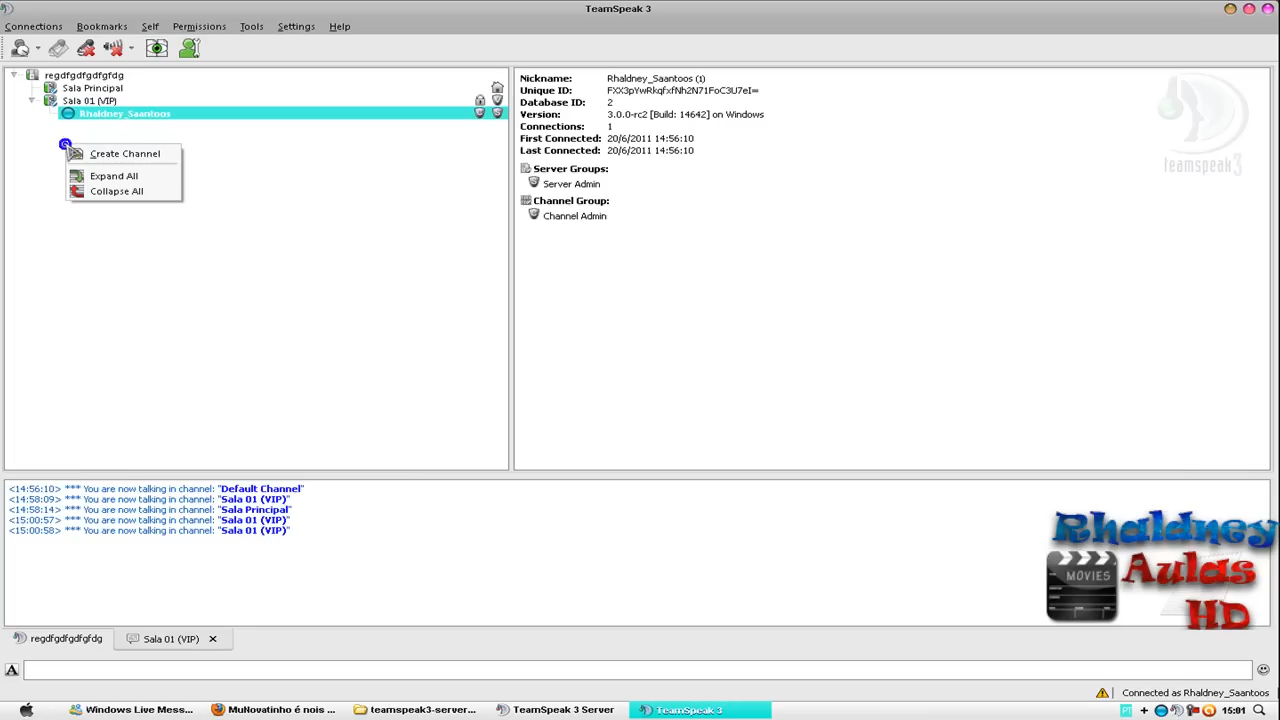 TeamSpeak 3
Connections Bookmarks Self Permissions Tools Settings Help
regdfgdfgdfgfdg
Sala Principal
Sala 01 (VIP)
Rhaldney_Saantoos
Create Channel
Expand All
Collapse All
Nickname: Rhaldney_Saantoos (1)
Unique ID: FXX3pYwRkqfxfNh2N71FoC3U7eI=
Database ID: 2
Version: 3.0.0-rc2 [Build: 14642] on Windows
Connections: 1
First Connected: 20/6/2011 14:56:10
Last Connected: 20/6/2011 14:56:10
Server Groups:
Server Admin
Channel Group:
Channel Admin
teamspeak3
<14:56:10> *** You are now talking in channel: "Default Channel"
<14:58:09> *** You are now talking in channel: "Sala 01 (VIP)"
<14:58:14> *** You are now talking in channel: "Sala Principal"
<15:00:57> *** You are now talking in channel: "Sala 01 (VIP)"
<15:00:58> *** You are now talking in channel: "Sala 01 (VIP)"
Rhaldney
MOVIES
Aulas
HD
regdfgdfgdfgfdg Sala 01 (VIP)
A
Connected as Rhaldney_Saantoos
Windows Live Mess... MuNovatinho é nois ... teamspeak3-server... TeamSpeak 3 Server TeamSpeak 3 PT 15:01